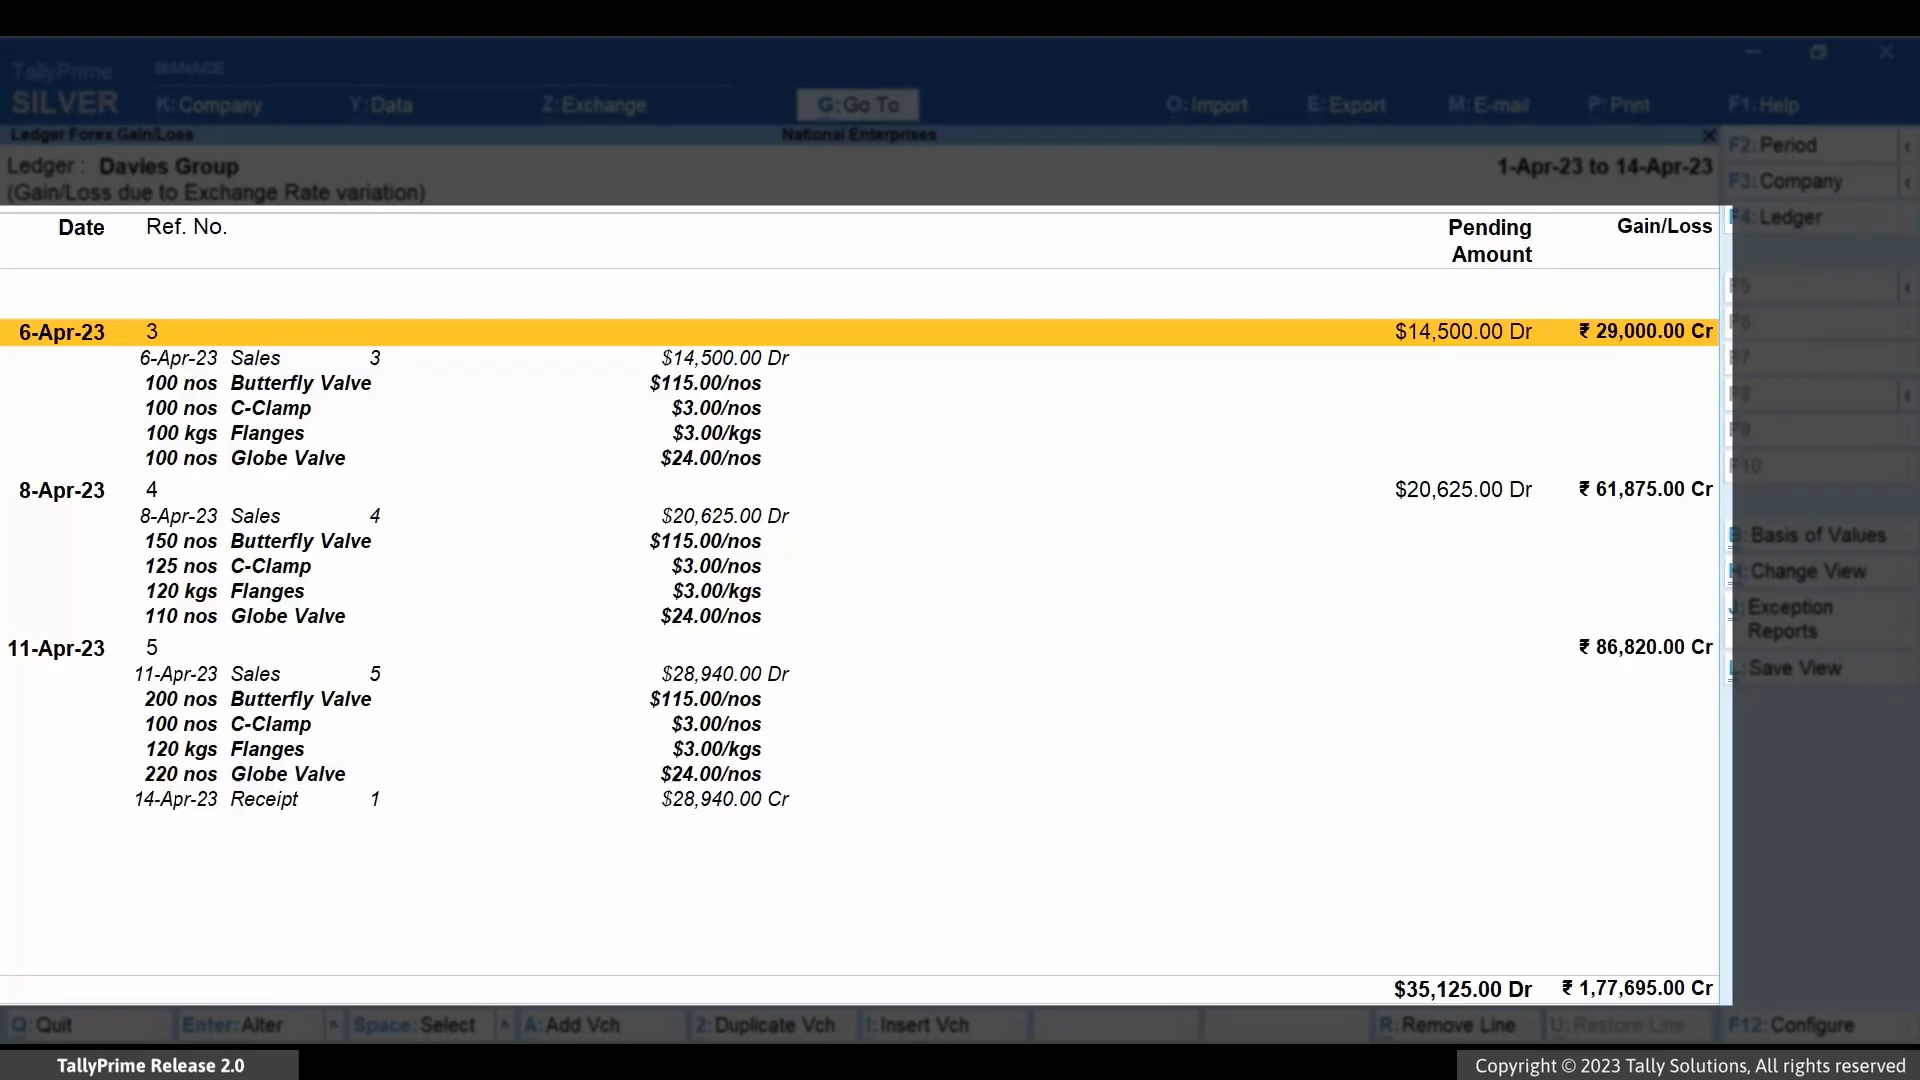 TallyPrime
MANAGE
SILVER
K: Company
Y: Data
Z: Exchange
G: Go To
O: Import
E: Export
M: E-mail
P: Print
F1: Help
Ledger Forex Gain/Loss
National Enterprises
Ledger : Davies Group
1-Apr-23 to 14-Apr-23
(Gain/Loss due to Exchange Rate variation)
F2: Period
F3: Company
F4: Ledger
F5
F6
F7
F8
F9
F10
B: Basis of Values
H: Change View
J: Exception
Reports
L: Save View
Date Ref. No. Pending Gain/Loss
Amount
6-Apr-23 3 $14,500.00 Dr ₹ 29,000.00 Cr
6-Apr-23 Sales 3 $14,500.00 Dr
100 nos Butterfly Valve $115.00/nos
100 nos C-Clamp $3.00/nos
100 kgs Flanges $3.00/kgs
100 nos Globe Valve $24.00/nos
8-Apr-23 4 $20,625.00 Dr ₹ 61,875.00 Cr
8-Apr-23 Sales 4 $20,625.00 Dr
150 nos Butterfly Valve $115.00/nos
125 nos C-Clamp $3.00/nos
120 kgs Flanges $3.00/kgs
110 nos Globe Valve $24.00/nos
11-Apr-23 5 ₹ 86,820.00 Cr
11-Apr-23 Sales 5 $28,940.00 Dr
200 nos Butterfly Valve $115.00/nos
100 nos C-Clamp $3.00/nos
120 kgs Flanges $3.00/kgs
220 nos Globe Valve $24.00/nos
14-Apr-23 Receipt 1 $28,940.00 Cr
$35,125.00 Dr ₹ 1,77,695.00 Cr
Q: Quit
Enter: Alter
Space: Select
A: Add Vch
2: Duplicate Vch
I: Insert Vch
R: Remove Line
U: Restore Line
F12: Configure
TallyPrime Release 2.0
Copyright © 2023 Tally Solutions, All rights reserved